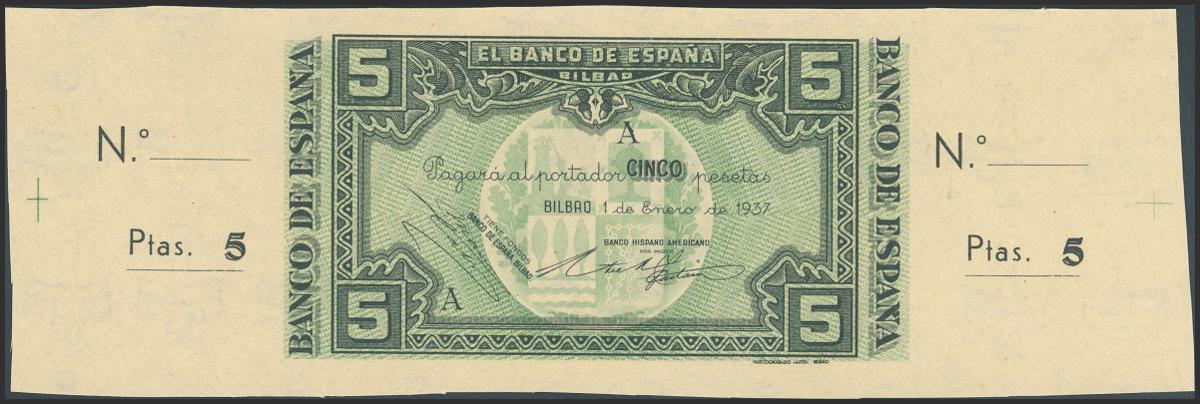 EL BANCO DE ESPAÑA
BILBAO
5
5
BANCO DE ESPAÑA
BANCO DE ESPAÑA
N.º
N.º
A
Pagará al portador CINCO pesetas
BILBAO 1 de Enero de 1937
TIENE FONDOS
BANCO DE ESPAÑA, BILBAO
BANCO HISPANO AMERICANO
POR PODER
Ptas. 5
Ptas. 5
A
5
5
BILBAO